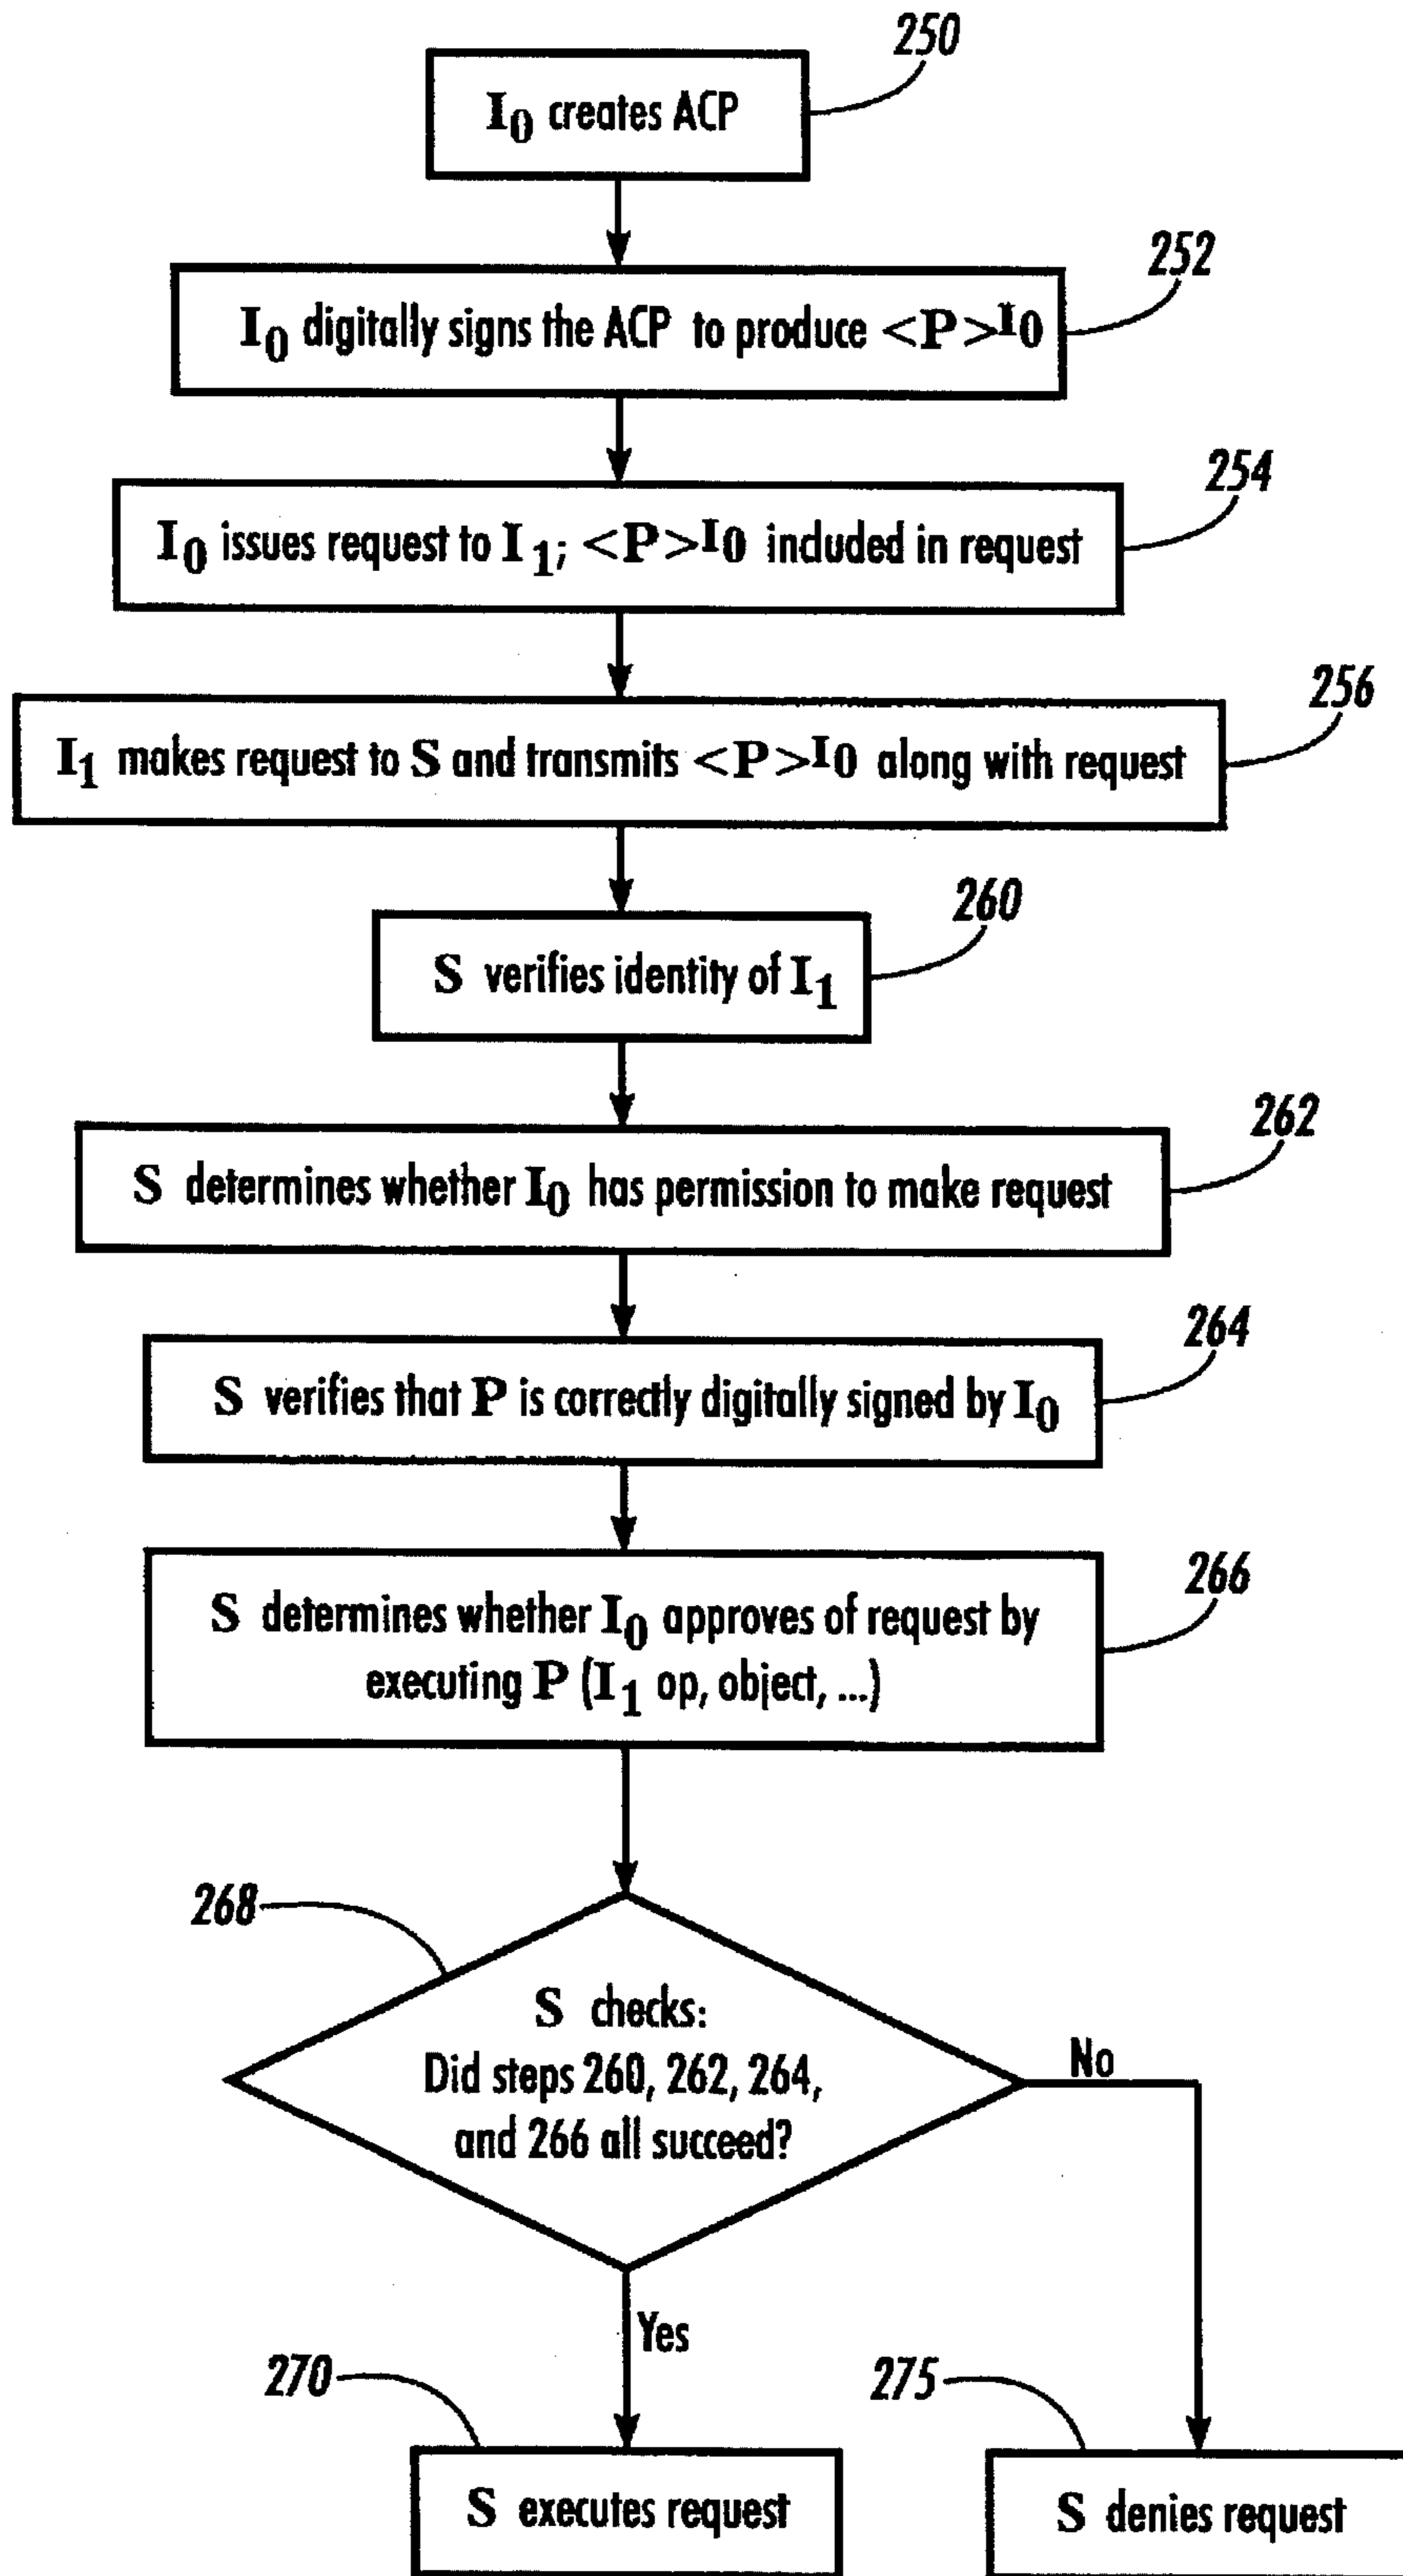 250
I0 creates ACP
252
I0 digitally signs the ACP to produce <P>I0
254
I0 issues request to I1; <P>I0 included in request
256
I1 makes request to S and transmits <P>I0 along with request
260
S verifies identity of I1
262
S determines whether I0 has permission to make request
264
S verifies that P is correctly digitally signed by I0
266
S determines whether I0 approves of request by
executing P (I1 op, object, ...)
268
S checks:
Did steps 260, 262, 264,
and 266 all succeed?
No
Yes
270
275
S executes request
S denies request